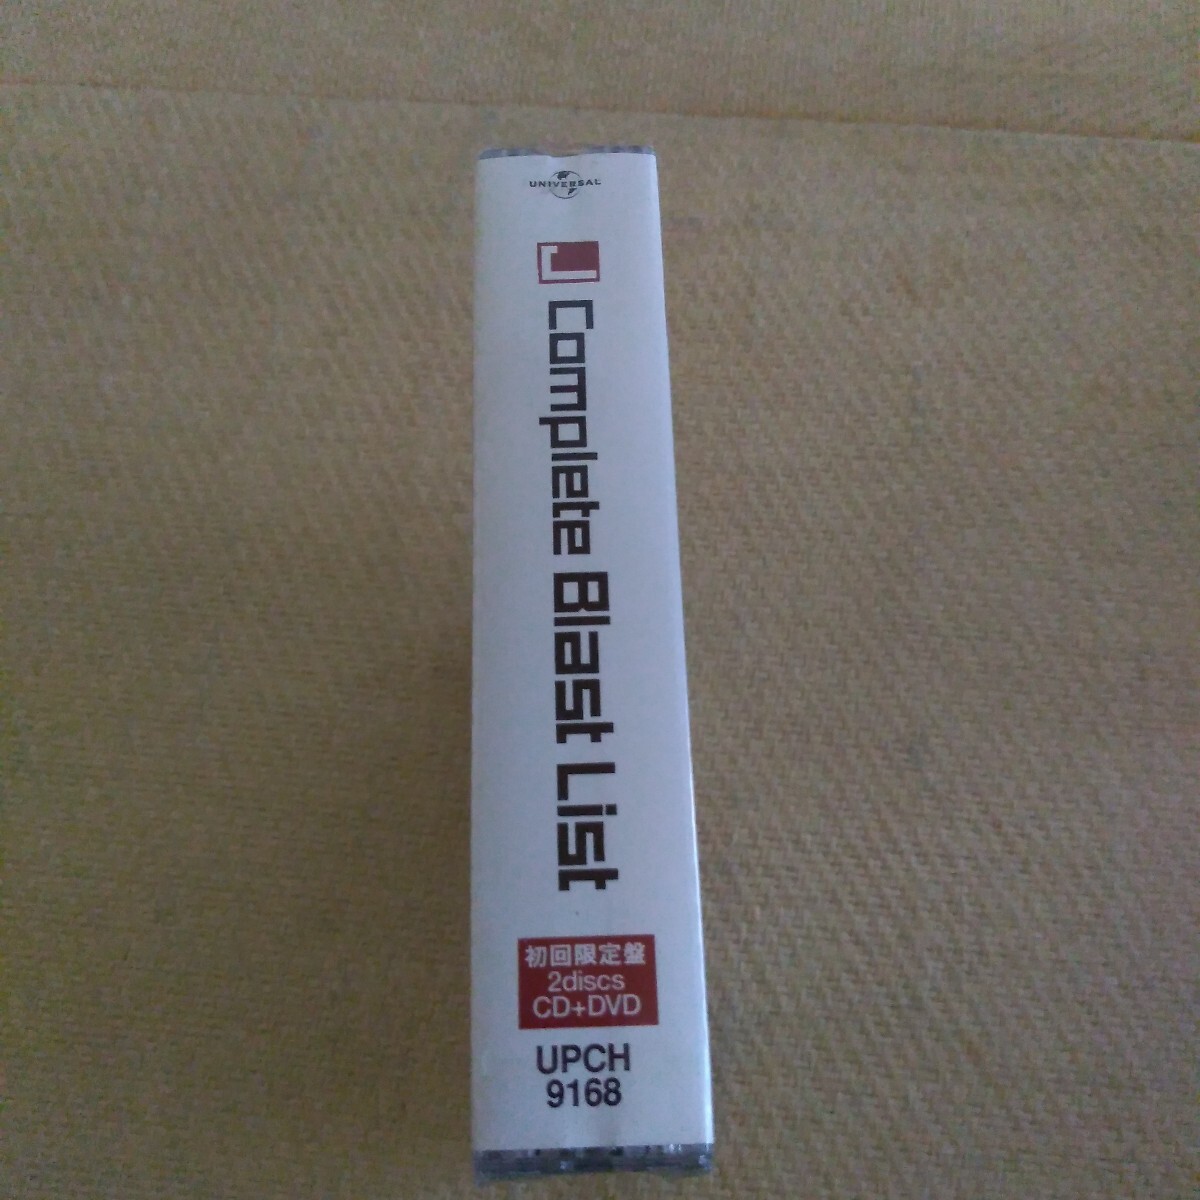 UNIVERSAL
J Complete Blast List
初回限定盤
2discs
CD+DVD
UPCH
9168